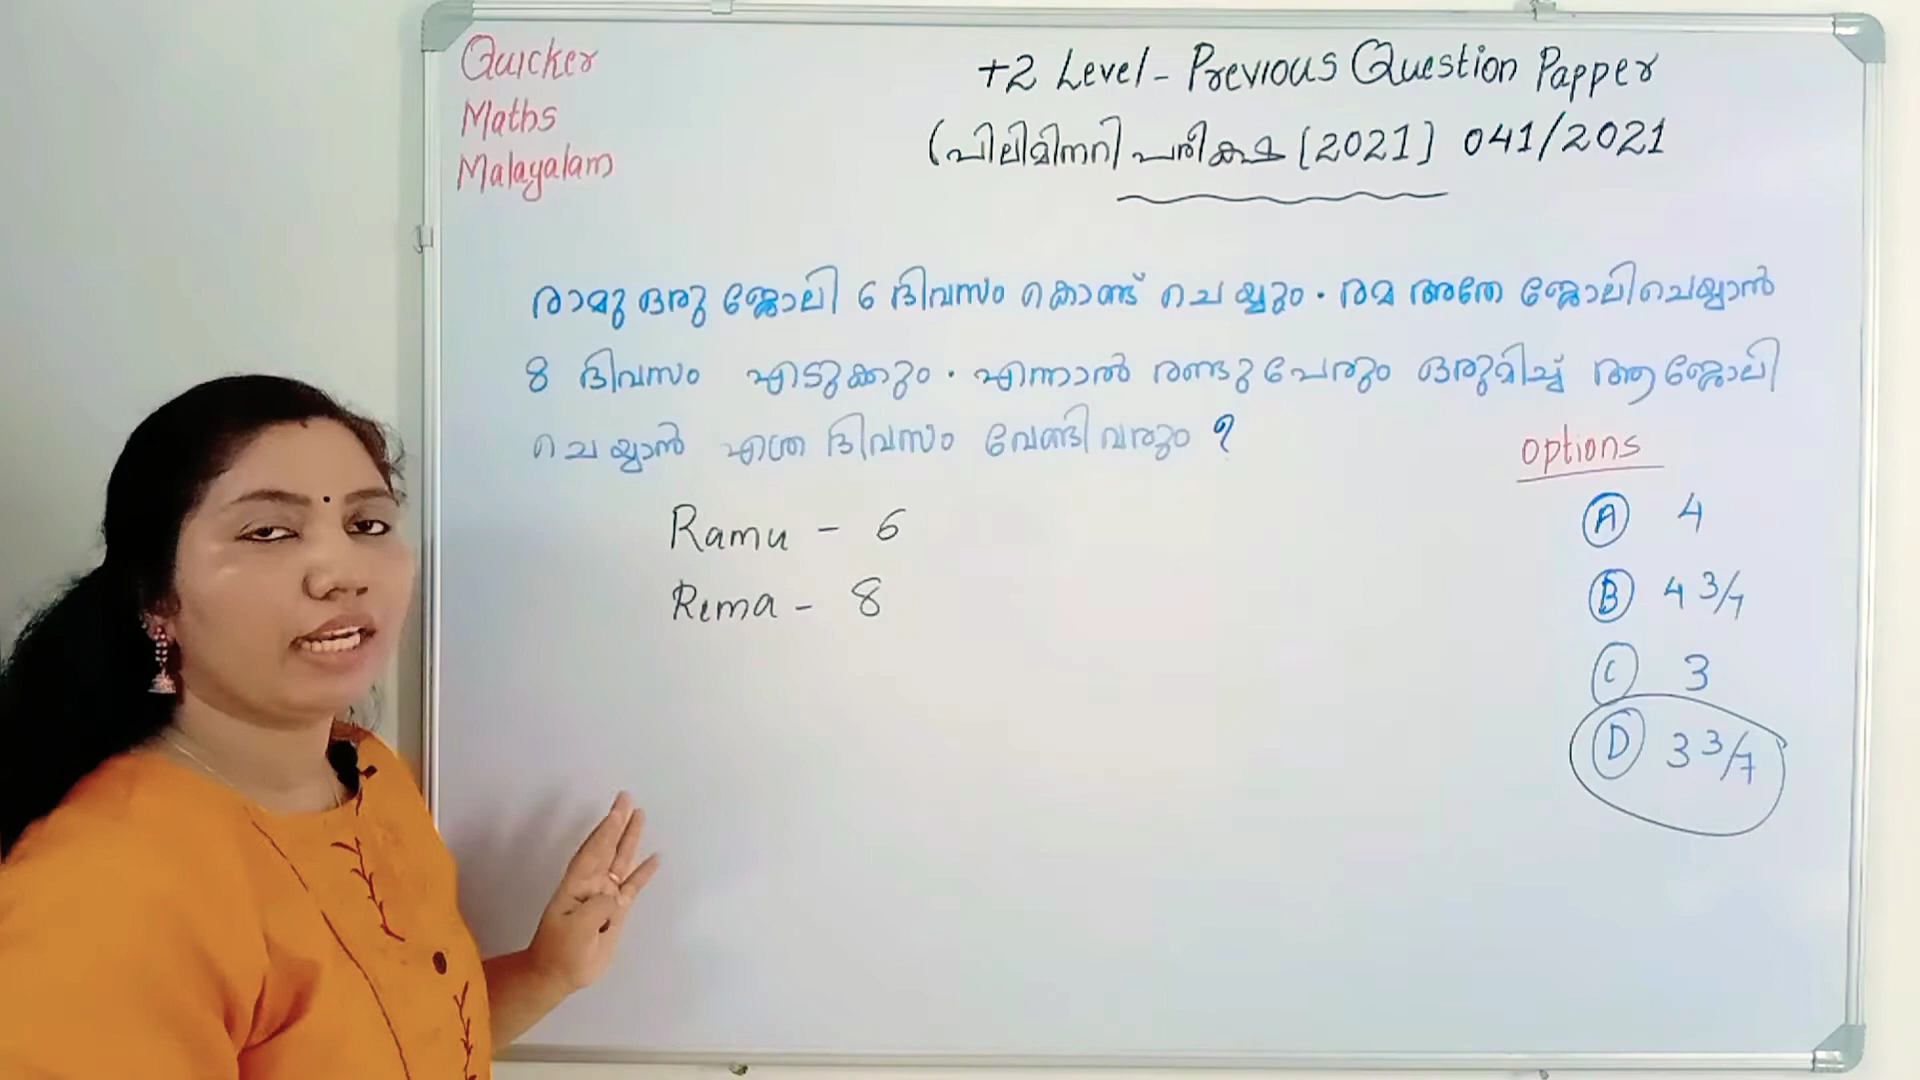 Quicker
Maths
Malayalam
+2 Level - Previous Question Papper
(പിലിമിനറി പരീക്ഷ [2021] 041/2021
രാമു ഒരു ജോലി 6 ദിവസം കൊണ്ട് ചെയ്യും. രമ അതേ ജോലി ചെയ്യാൻ
8 ദിവസം എടുക്കും. എന്നാൽ രണ്ടു പേരും ഒരുമിച്ച് ആ ജോലി
ചെയ്യാൻ എത്ര ദിവസം വേണ്ടി വരും ?
Options
Ramu - 6
Rema - 8
A 4
B 4 3/7
C 3
D 3 3/7